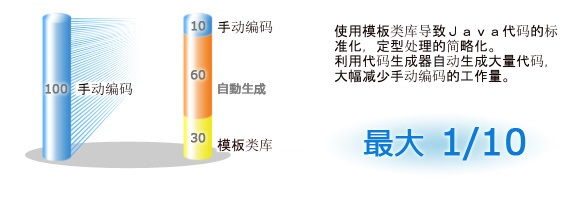 100 手动编码
10 手动编码
60
自動生成
30 模板类库
使用模板类库导致Ｊａｖａ代码的标
准化，定型处理的简略化。
利用代码生成器自动生成大量代码，
大幅减少手动编码的工作量。
最大 1/10